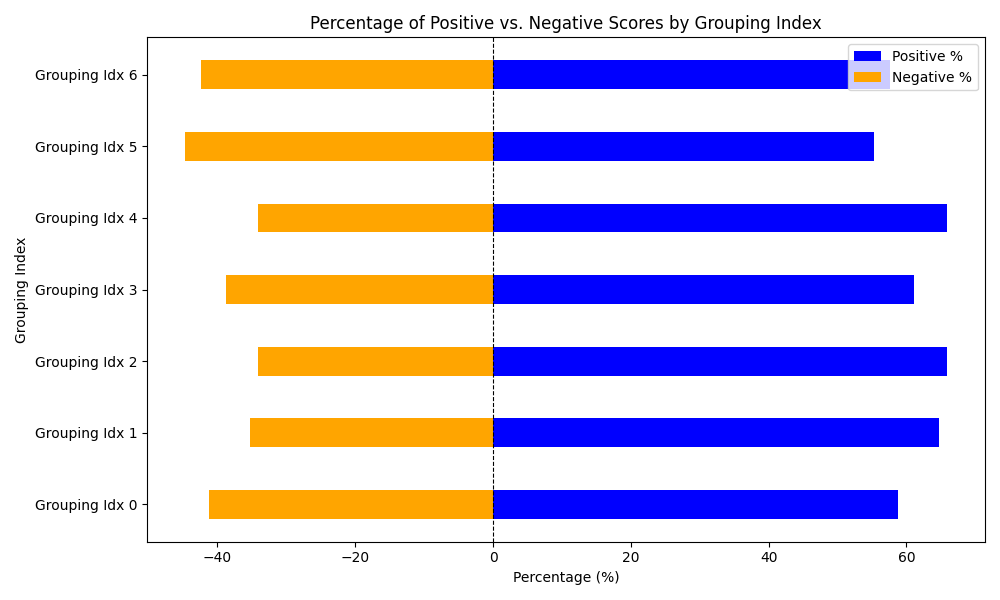 Percentage of Positive vs. Negative Scores by Grouping Index
Positive %
Negative %
Grouping Idx 6
Grouping Idx 5
Grouping Idx 4
Grouping Idx 3
Grouping Idx 2
Grouping Idx 1
Grouping Idx 0
Grouping Index
−40 −20 0 20 40 60
Percentage (%)